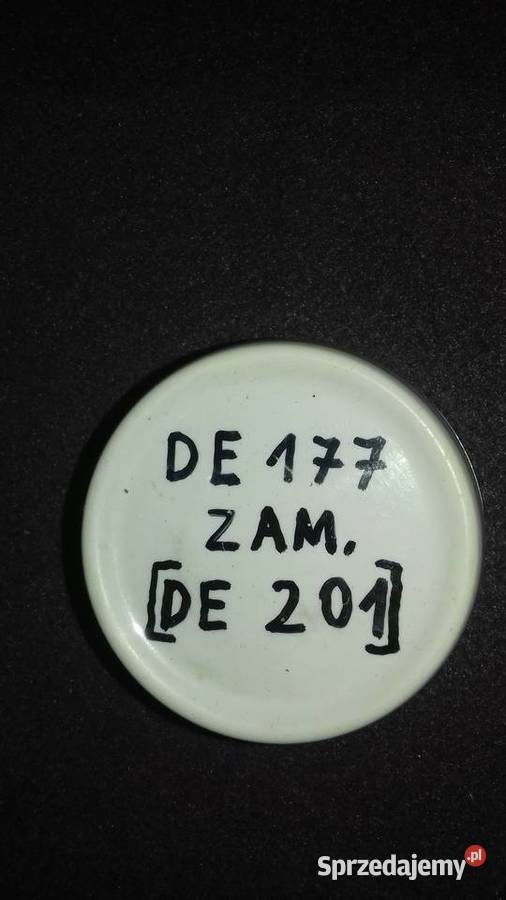 DE 177
ZAM.
[DE 201]
Sprzedajemy.pl